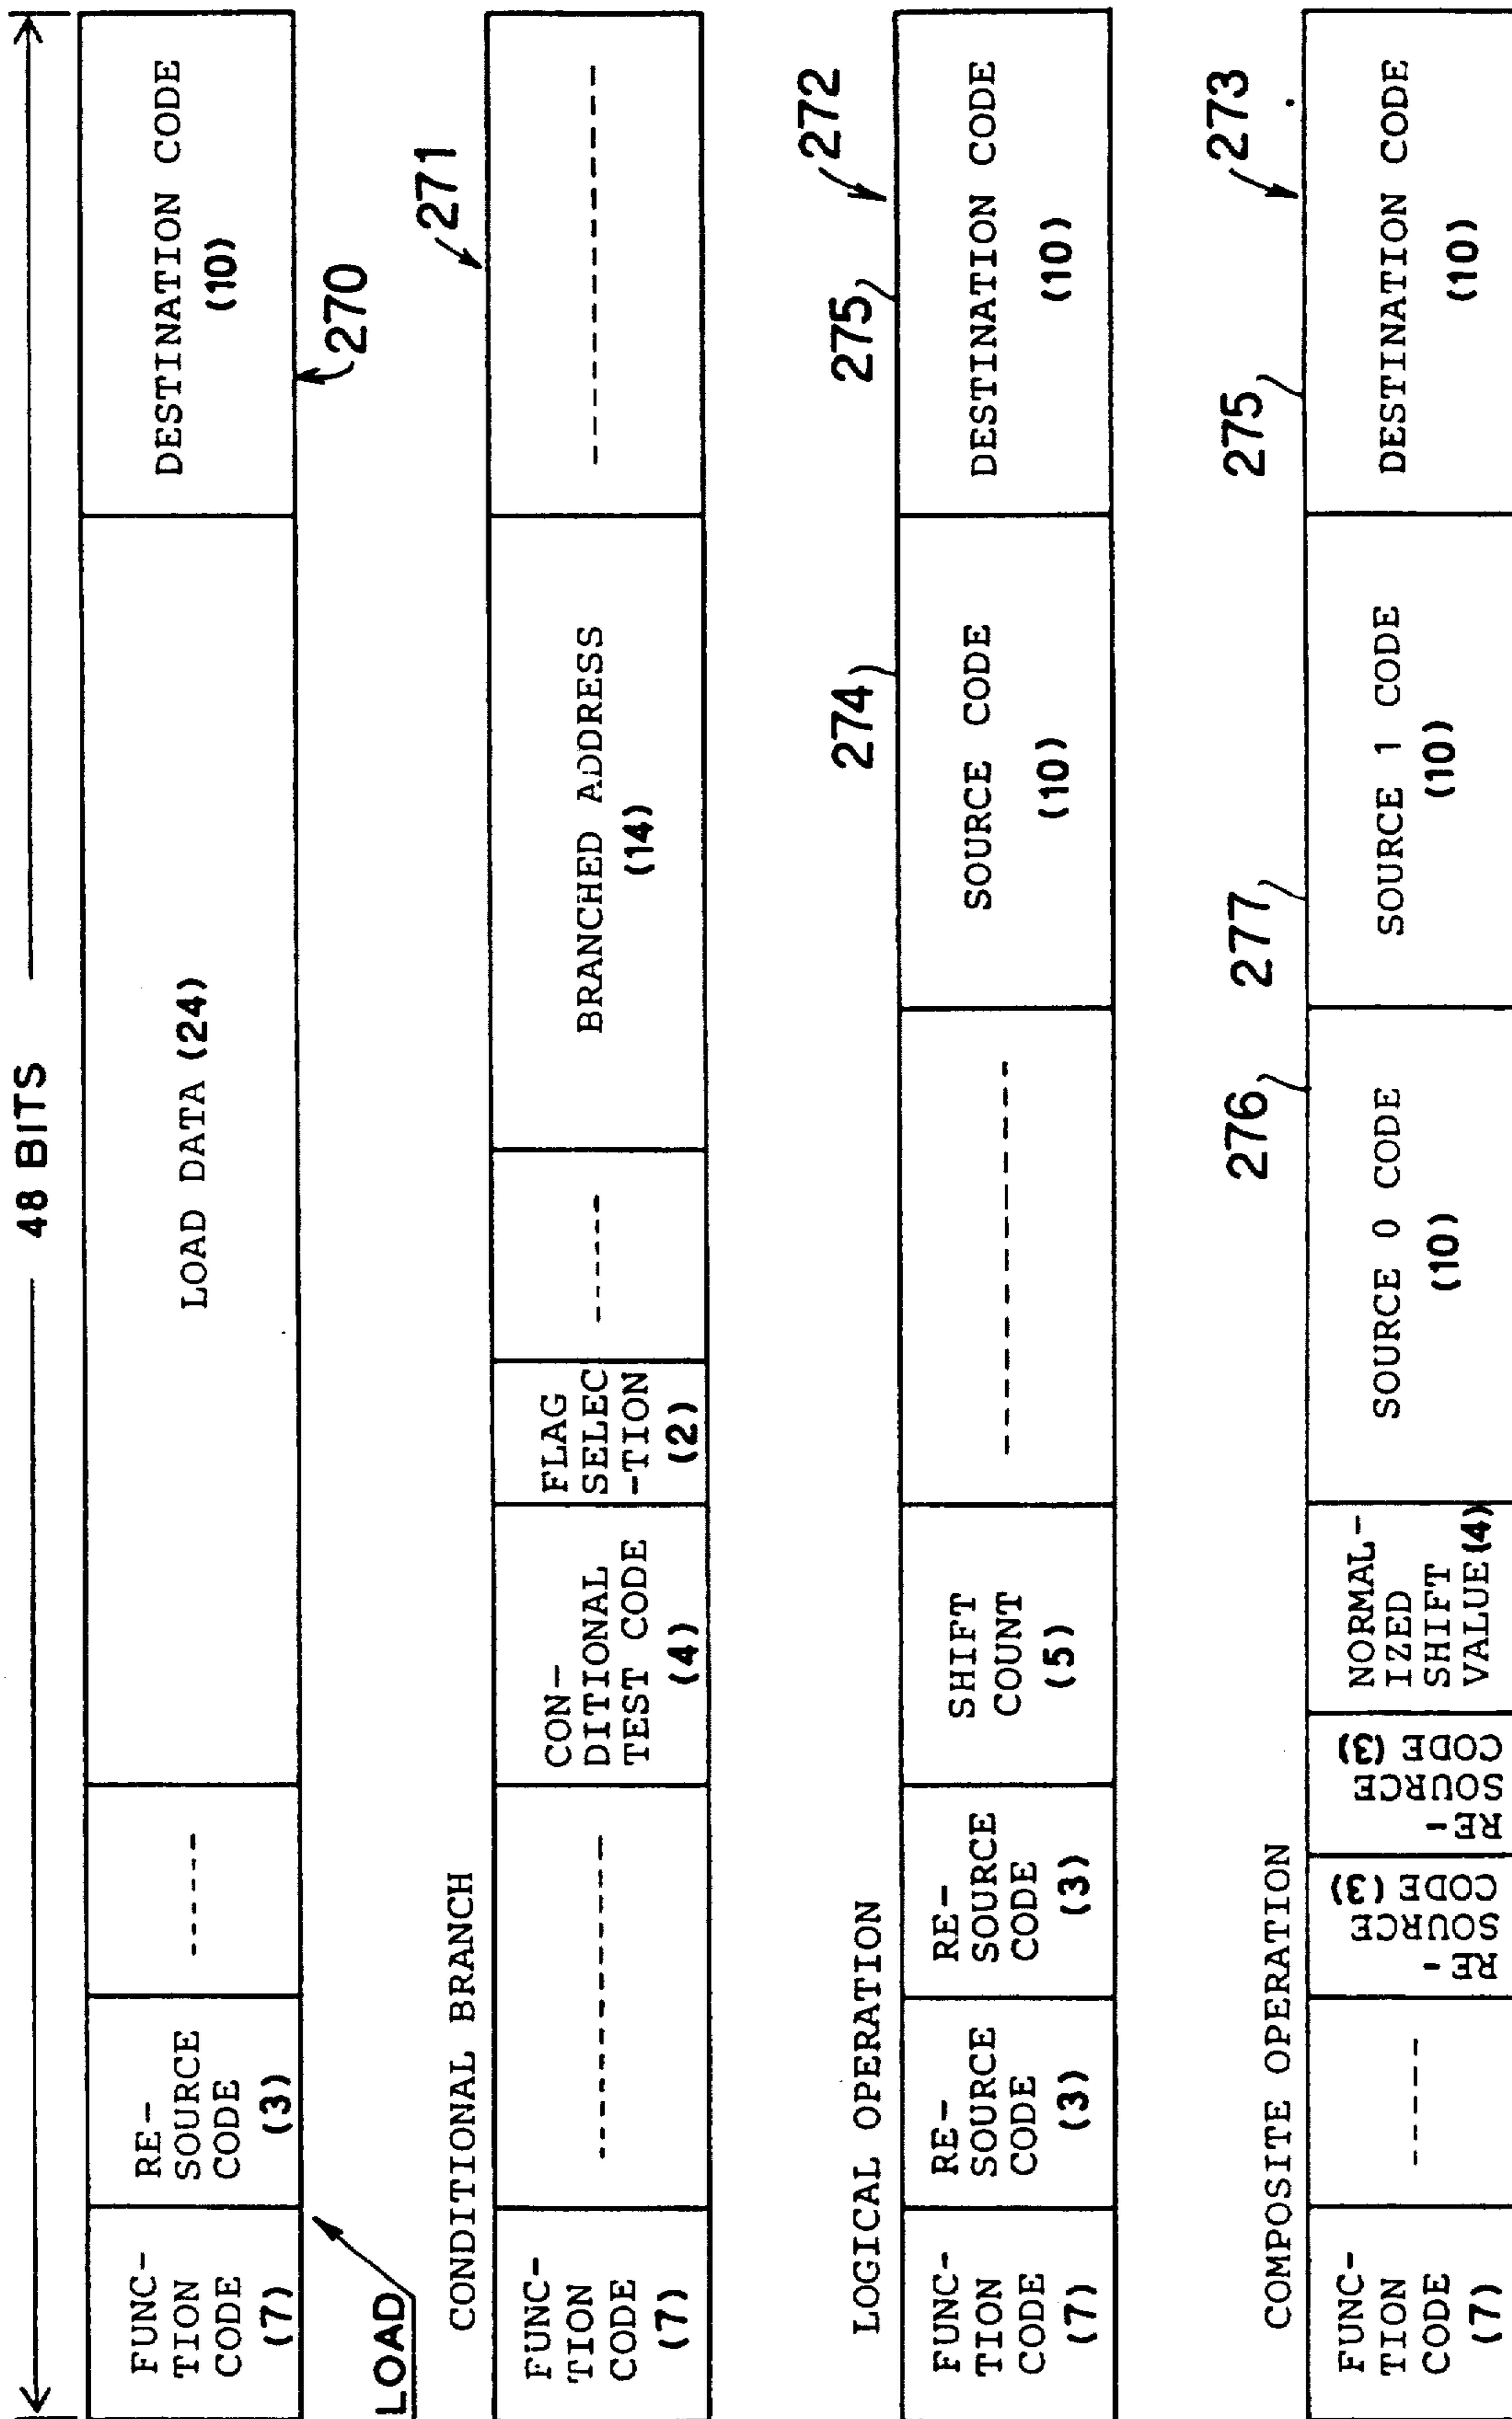 48 BITS
FUNC-
TION
CODE
(7)
RE-
SOURCE
CODE
(3)
-----
LOAD DATA (24)
DESTINATION CODE
(10)
LOAD
270
CONDITIONAL BRANCH
271
FUNC-
TION
CODE
(7)
------------
CON-
DITIONAL
TEST CODE
(4)
FLAG
SELEC
-TION
(2)
-----
BRANCHED ADDRESS
(14)
--------------
LOGICAL OPERATION
274
275
272
FUNC-
TION
CODE
(7)
RE-
SOURCE
CODE
(3)
RE-
SOURCE
CODE
(3)
SHIFT
COUNT
(5)
--------------
SOURCE CODE
(10)
DESTINATION CODE
(10)
COMPOSITE OPERATION
276
277
275
273
FUNC-
TION
CODE
(7)
-----
RE-
SOURCE
CODE (3)
RE-
SOURCE
CODE (3)
NORMAL-
IZED
SHIFT
VALUE (4)
SOURCE 0 CODE
(10)
SOURCE 1 CODE
(10)
DESTINATION CODE
(10)